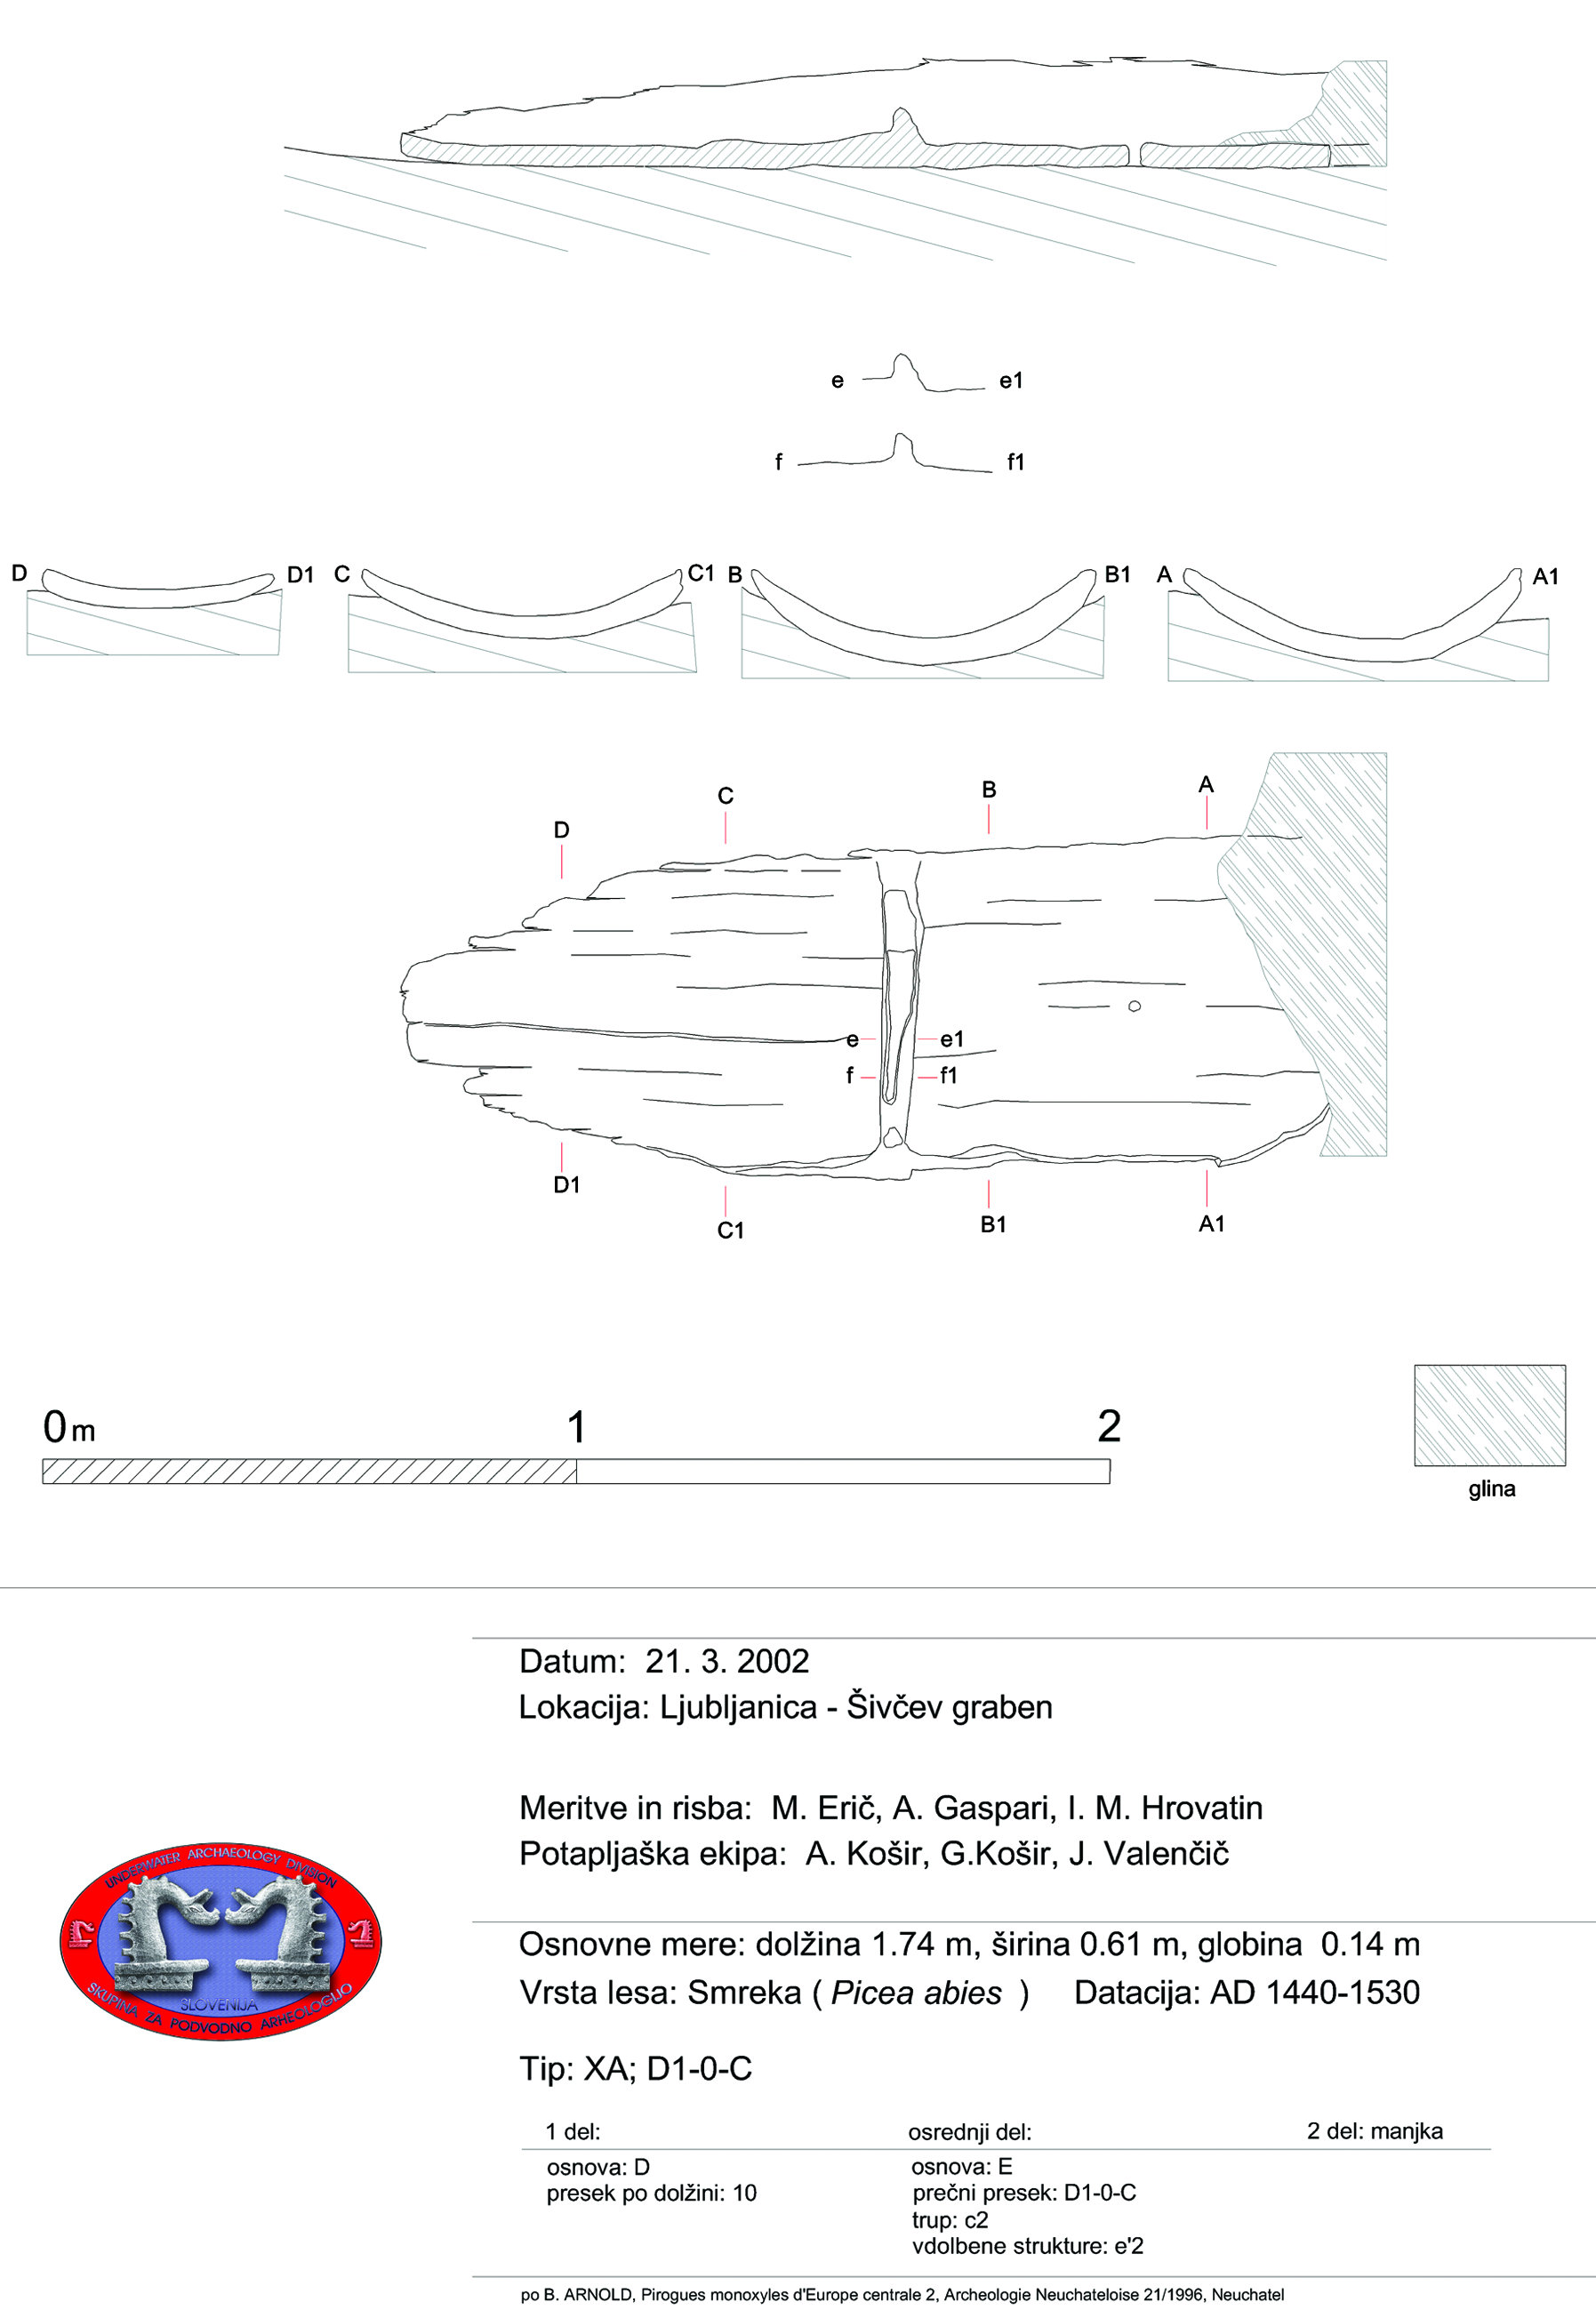 e e1
f f1
D D1 C C1 B B1 A A1
A
B
C
D
e e1
f f1
D1
C1
B1
A1
0 m 1 2
glina
Datum: 21. 3. 2002
Lokacija: Ljubljanica - Šivčev graben
Meritve in risba: M. Erič, A. Gaspari, I. M. Hrovatin
Potapljaška ekipa: A. Košir, G.Košir, J. Valenčič
UNDERWATER ARCHAEOLOGY DIVISION
SLOVENIJA
SKUPINA ZA PODVODNO ARHEOLOGIJO
Osnovne mere: dolžina 1.74 m, širina 0.61 m, globina 0.14 m
Vrsta lesa: Smreka ( Picea abies ) Datacija: AD 1440-1530
Tip: XA; D1-0-C
1 del: osrednji del: 2 del: manjka
osnova: D osnova: E
presek po dolžini: 10 prečni presek: D1-0-C
trup: c2
vdolbene strukture: e'2
po B. ARNOLD, Pirogues monoxyles d'Europe centrale 2, Archeologie Neuchateloise 21/1996, Neuchatel